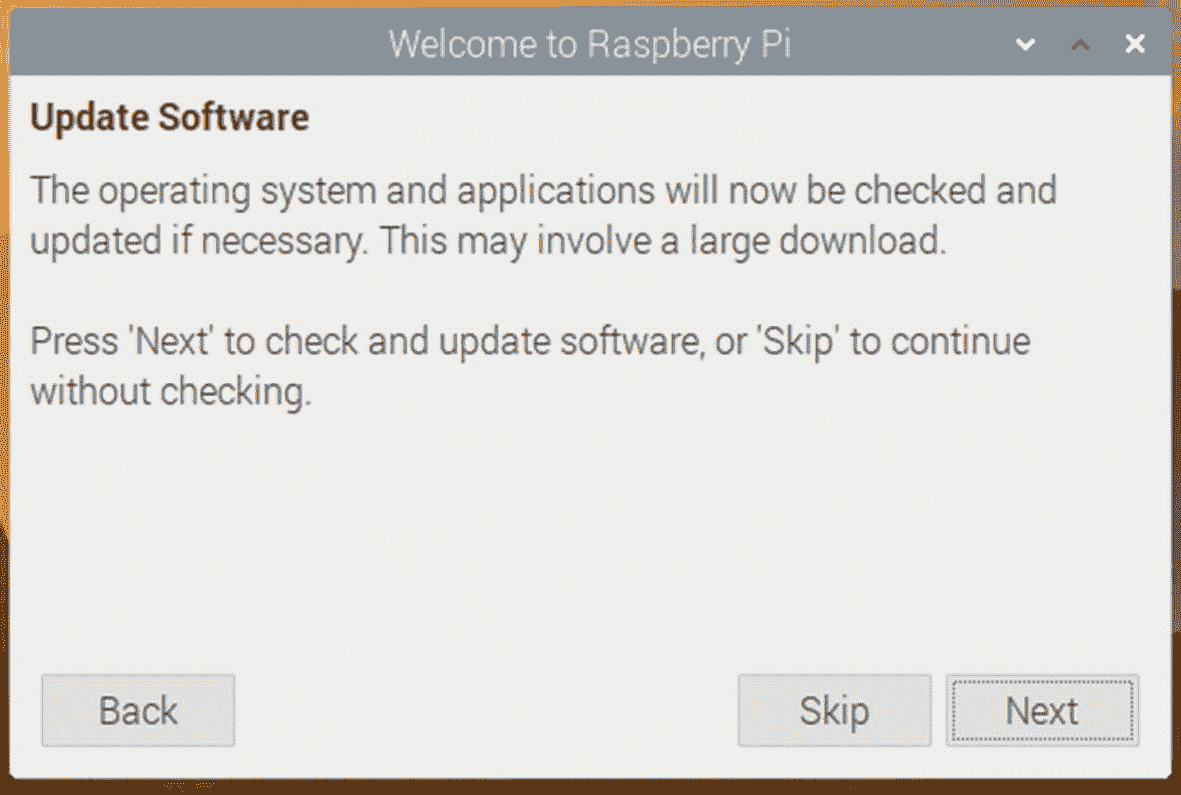 Welcome to Raspberry Pi
Update Software
The operating system and applications will now be checked and
updated if necessary. This may involve a large download.
Press 'Next' to check and update software, or 'Skip' to continue
without checking.
Back
Skip
Next